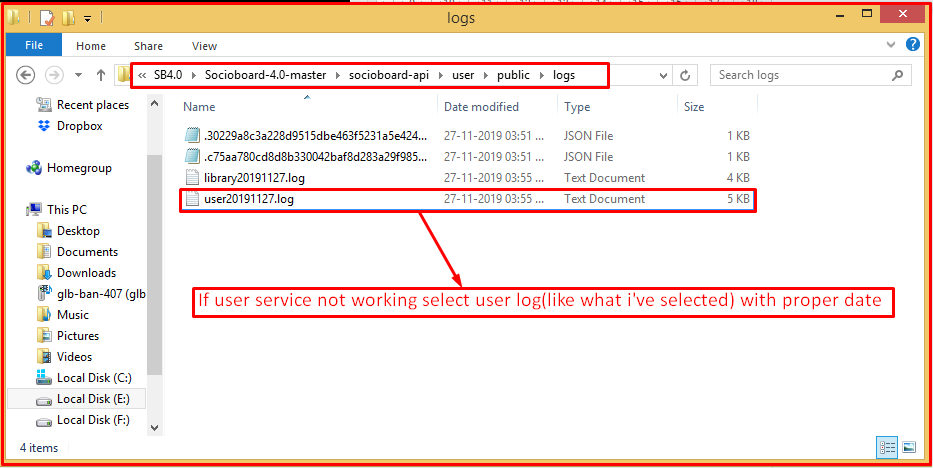 logs
File Home Share View
« SB4.0 › Socioboard-4.0-master › socioboard-api › user › public › logs
Search logs
Name Date modified Type Size
Recent places
Dropbox
Homegroup
This PC
Desktop
Documents
Downloads
glb-ban-407 (glb
Music
Pictures
Videos
Local Disk (C:)
Local Disk (E:)
Local Disk (F:)
.30229a8c3a228d9515dbe463f5231a5e424... 27-11-2019 03:51 ... JSON File 1 KB
.c75aa780cd8d8b330042baf8d283a29f985... 27-11-2019 03:51 ... JSON File 1 KB
library20191127.log 27-11-2019 03:55 ... Text Document 4 KB
user20191127.log 27-11-2019 03:55 ... Text Document 5 KB
If user service not working select user log(like what i've selected) with proper date
4 items